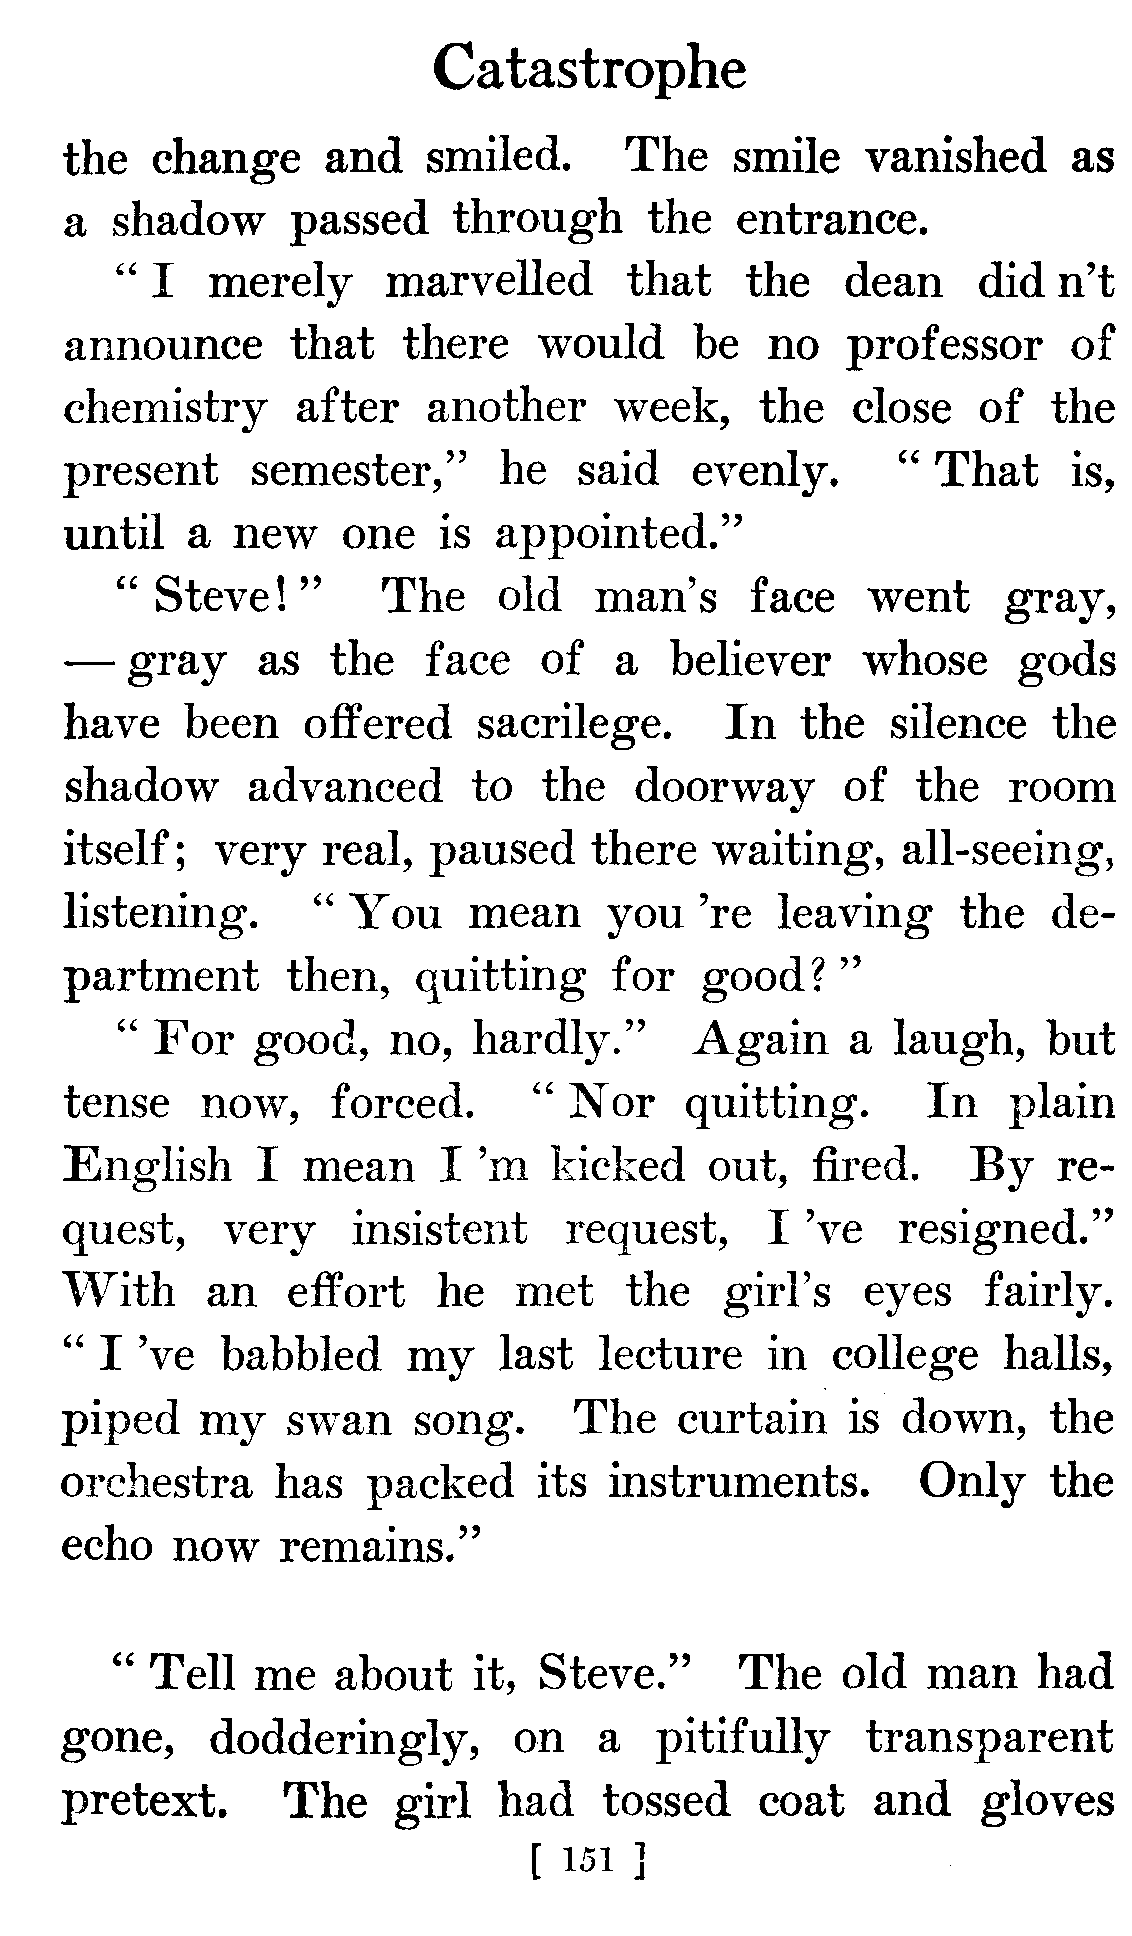 Catastrophe
the change and smiled. The smile vanished as
a shadow passed through the entrance.
“ I merely marvelled that the dean did n’t
announce that there would be no professor of
chemistry after another week, the close of the
present semester,” he said evenly. “ That is,
until a new one is appointed.”
“ Steve! ” The old man’s face went gray,
— gray as the face of a believer whose gods
have been offered sacrilege. In the silence the
shadow advanced to the doorway of the room
itself; very real, paused there waiting, all-seeing,
listening. “ You mean you ’re leaving the de-
partment then, quitting for good? ”
“ For good, no, hardly.” Again a laugh, but
tense now, forced. “ Nor quitting. In plain
English I mean I ’m kicked out, fired. By re-
quest, very insistent request, I ’ve resigned.”
With an effort he met the girl’s eyes fairly.
“ I ’ve babbled my last lecture in college halls,
piped my swan song. The curtain is down, the
orchestra has packed its instruments. Only the
echo now remains.”
“ Tell me about it, Steve.” The old man had
gone, dodderingly, on a pitifully transparent
pretext. The girl had tossed coat and gloves
[ 151 ]